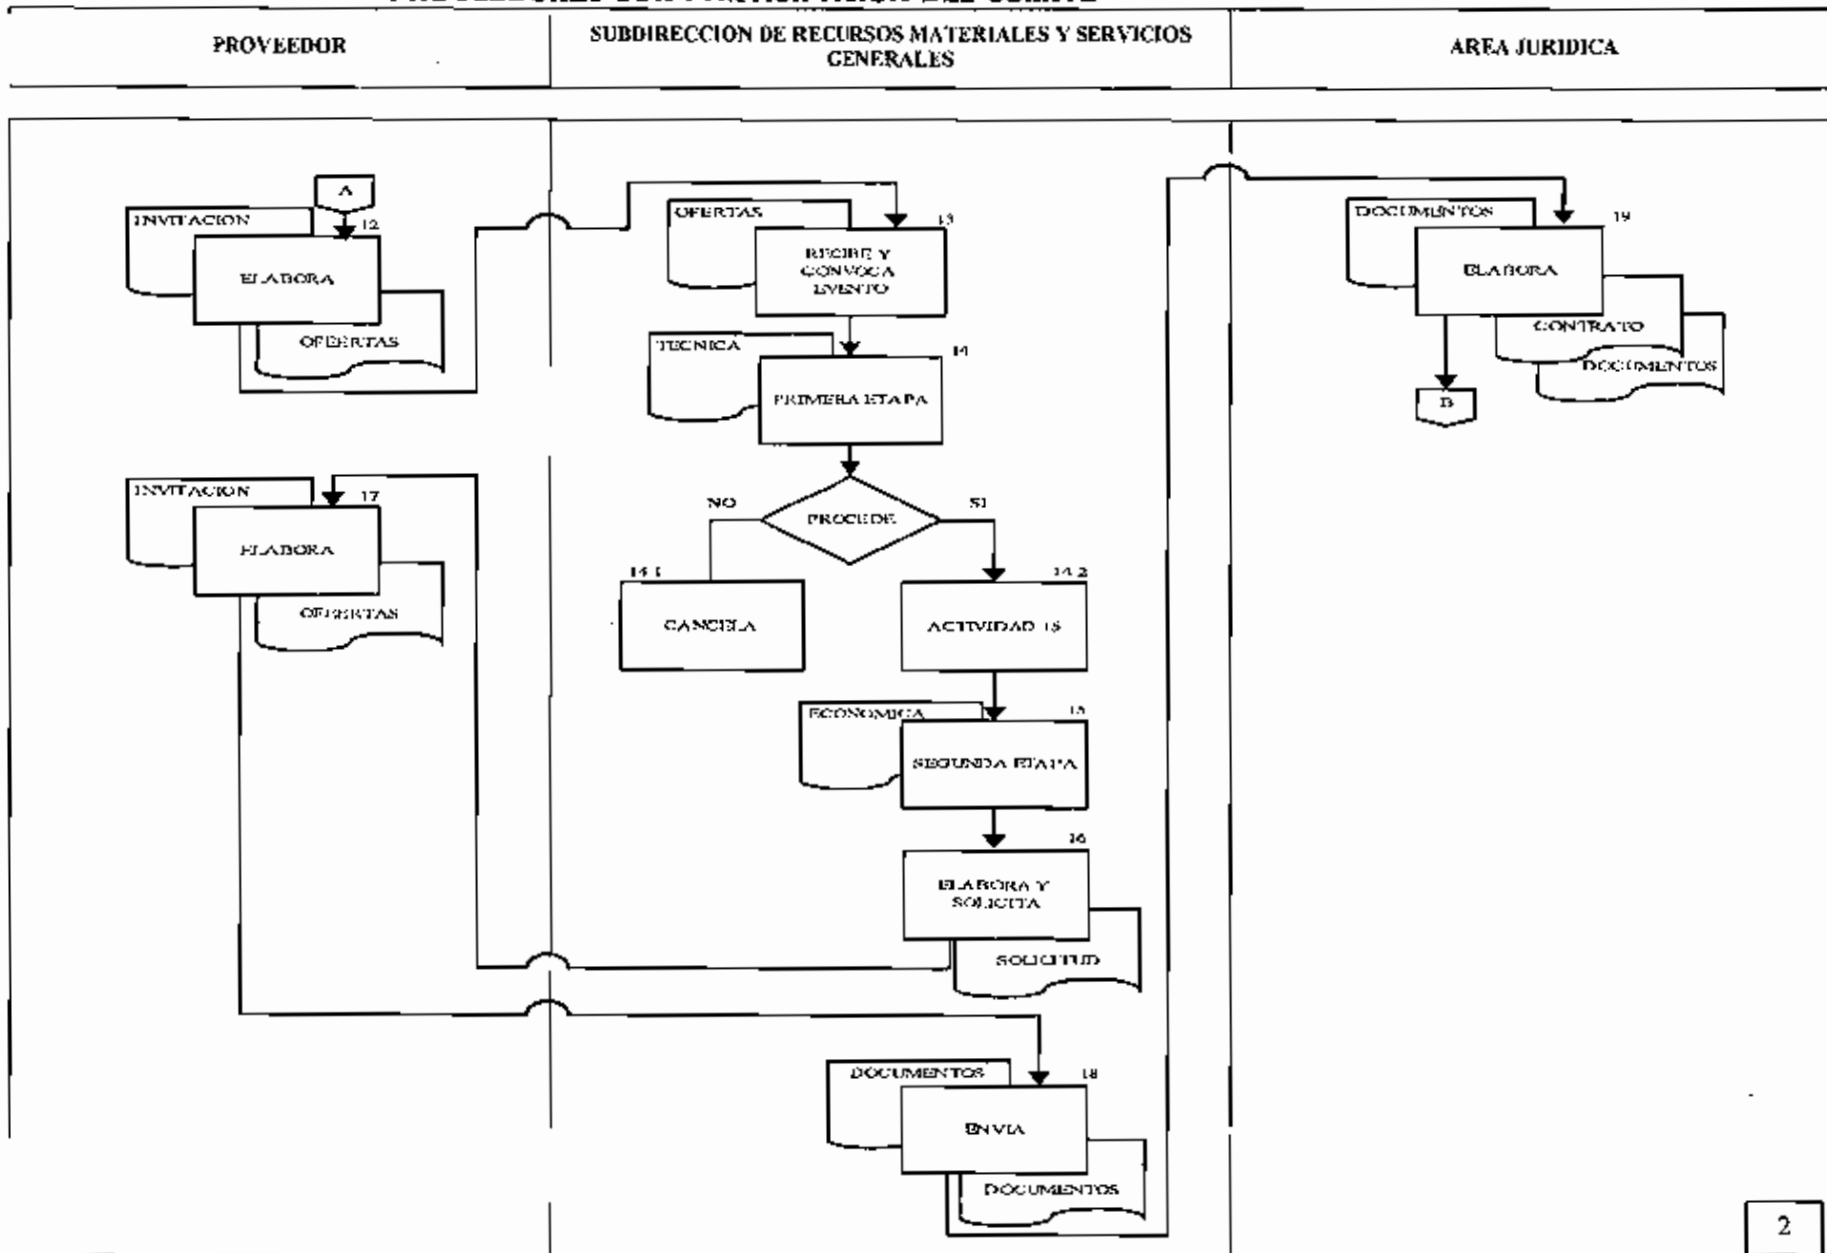 PROVEEDOR
SUBDIRECCION DE RECURSOS MATERIALES Y SERVICIOS
GENERALES
AREA JURIDICA
A
INVITACION
12
ELABORA
OFERTAS
OFERTAS
13
RECIBE Y
CONVOCA
EVENTO
TECNICA
14
PRIMERA ETAPA
PROCEDE
NO
SI
14.1
CANCELA
14.2
ACTIVIDAD 15
ECONOMICA
15
SEGUNDA ETAPA
16
ELABORA Y
SOLICITA
SOLICITUD
INVITACION
17
ELABORA
OFERTAS
DOCUMENTOS
18
ENVIA
DOCUMENTOS
DOCUMENTOS
19
ELABORA
CONTRATO
DOCUMENTOS
B
2